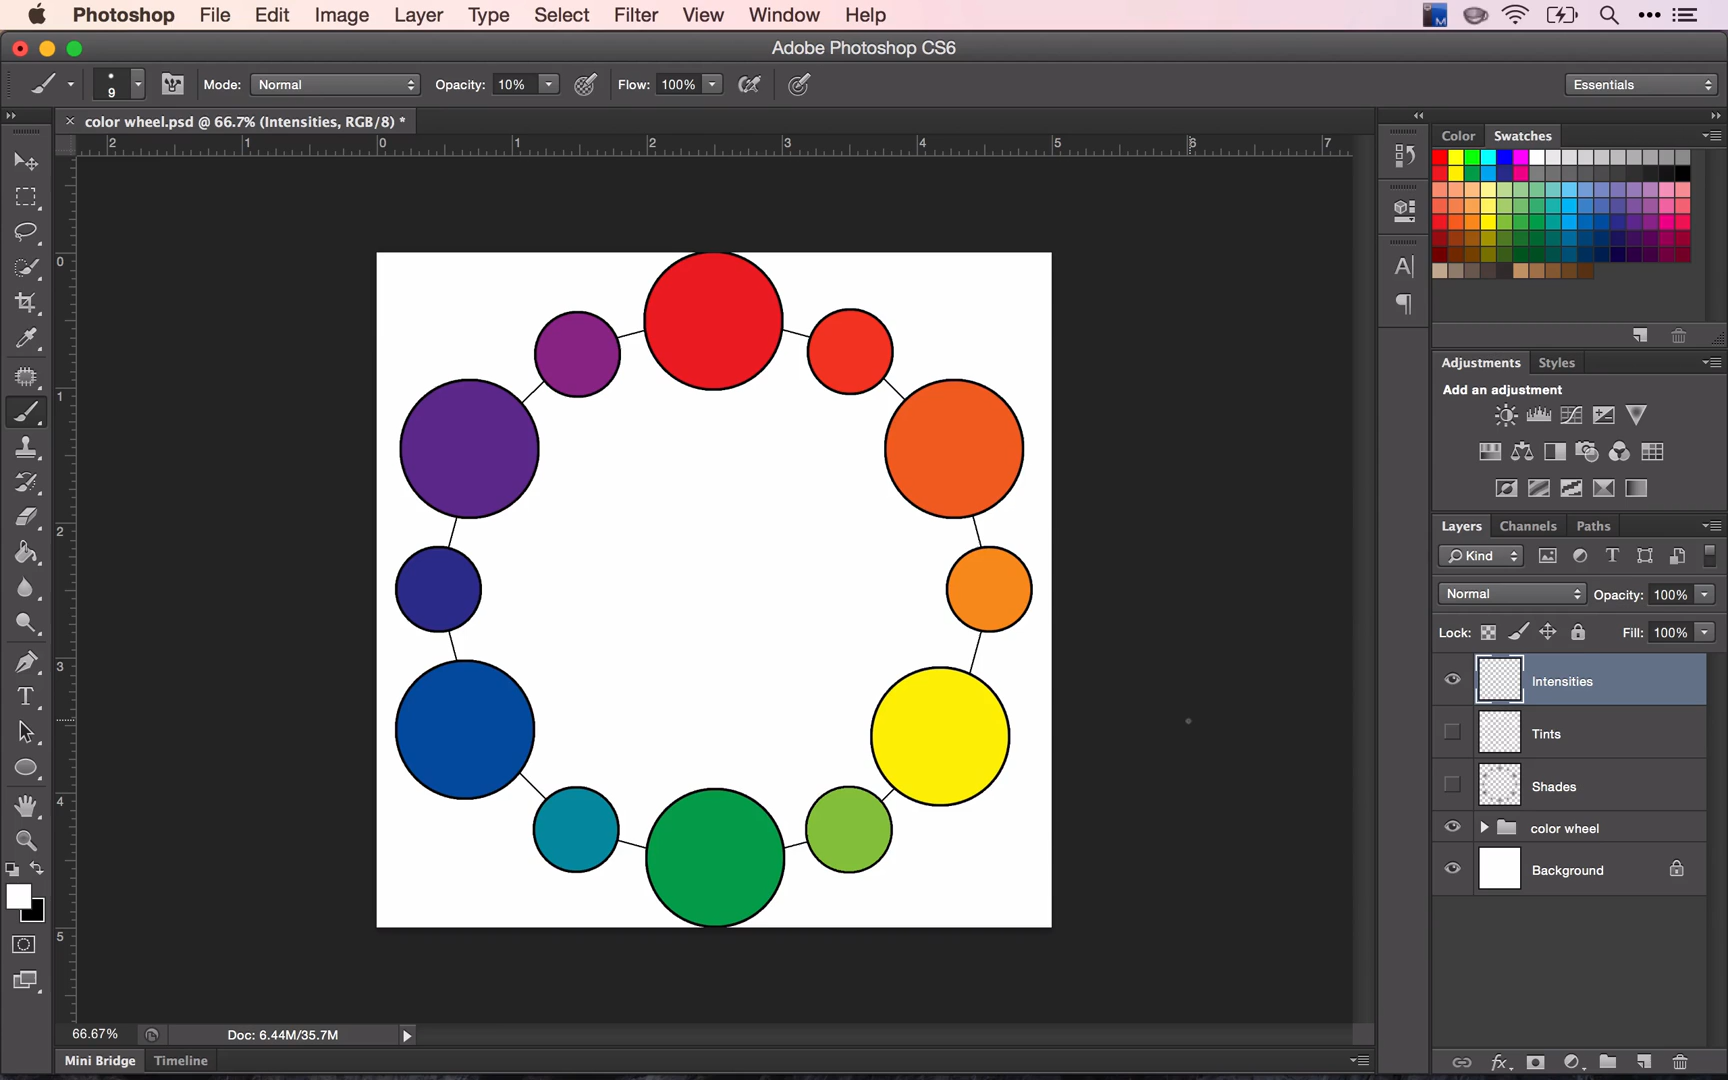 Photoshop File Edit Image Layer Type Select Filter View Window Help
Adobe Photoshop CS6
9 Mode: Normal Opacity: 10% Flow: 100% Essentials
× color wheel.psd @ 66.7% (Intensities, RGB/8) *
2 1 0 1 2 3 4 5 6 7
0
1
2
3
4
5
Color Swatches
Adjustments Styles
Add an adjustment
Layers Channels Paths
Kind
Normal Opacity: 100%
Lock: Fill: 100%
Intensities
Tints
Shades
color wheel
Background
66.67% Doc: 6.44M/35.7M
Mini Bridge Timeline